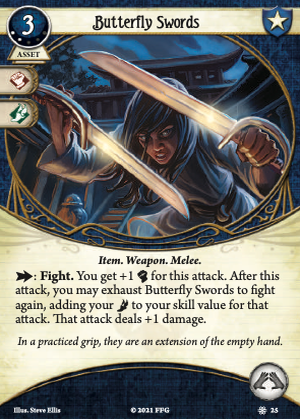 Butterfly Swords
3
ASSET
Item. Weapon. Melee.
: Fight. You get +1 for this attack. After this
attack, you may exhaust Butterfly Swords to fight
again, adding your to your skill value for that
attack. That attack deals +1 damage.
In a practiced grip, they are an extension of the empty hand.
Illus. Steve Ellis
© 2021 FFG
25